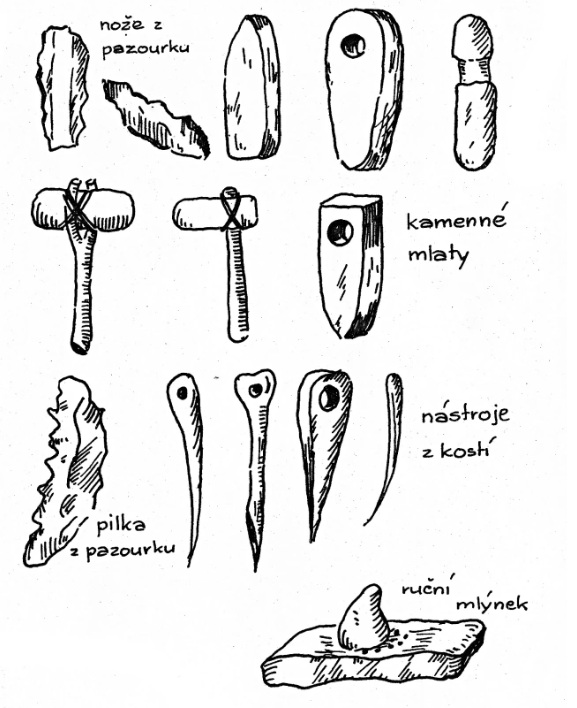 nože z
pazourku
kamenné
mlaty
nástroje
z kostí
pilka
z pazourku
ruční
mlýnek